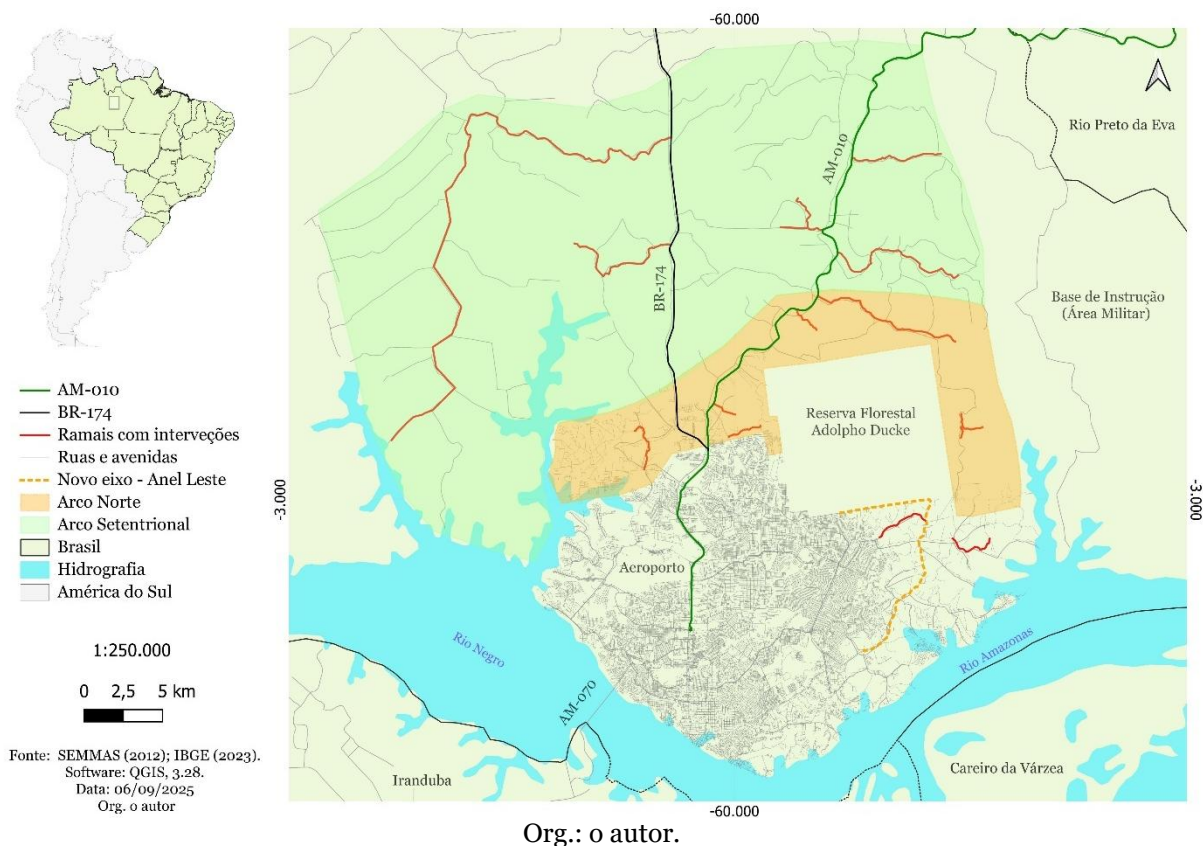 -60.000
Rio Preto da Eva
AM-010
BR-174
Base de Instrução
(Área Militar)
Reserva Florestal
Adolpho Ducke
-3.000
-3.000
Aeroporto
Rio Negro
Rio Amazonas
AM-070
Iranduba
Careiro da Várzea
-60.000
AM-010
BR-174
Ramais com interveções
Ruas e avenidas
Novo eixo - Anel Leste
Arco Norte
Arco Setentrional
Brasil
Hidrografia
América do Sul
1:250.000
0 2,5 5 km
Fonte: SEMMAS (2012); IBGE (2023).
Software: QGIS, 3.28.
Data: 06/09/2025
Org. o autor
Org.: o autor.